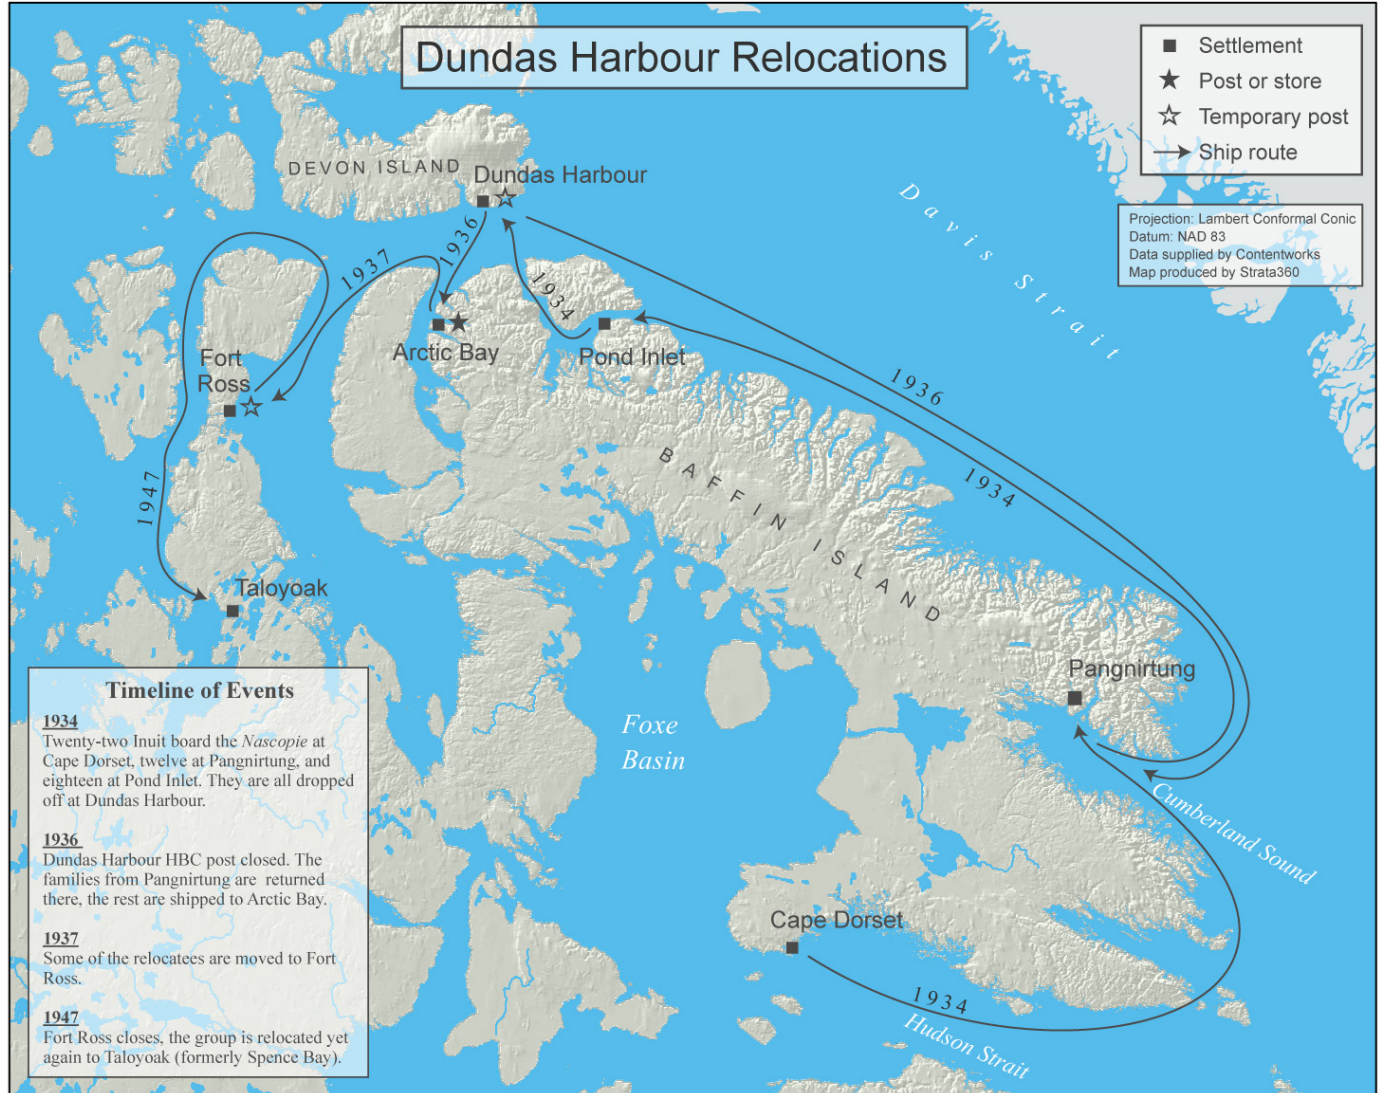 Dundas Harbour Relocations
Settlement
Post or store
Temporary post
Ship route
Projection: Lambert Conformal Conic
Datum: NAD 83
Data supplied by Contentworks
Map produced by Strata360
DEVON ISLAND
Dundas Harbour
Davis Strait
1936
1937
1934
Arctic Bay
Pond Inlet
Fort
Ross
1936
1934
1947
BAFFIN ISLAND
Taloyoak
Pangnirtung
Foxe
Basin
Cumberland Sound
Cape Dorset
1934
Hudson Strait
Timeline of Events
1934
Twenty-two Inuit board the Nascopie at
Cape Dorset, twelve at Pangnirtung, and
eighteen at Pond Inlet. They are all dropped
off at Dundas Harbour.
1936
Dundas Harbour HBC post closed. The
families from Pangnirtung are returned
there, the rest are shipped to Arctic Bay.
1937
Some of the relocatees are moved to Fort
Ross.
1947
Fort Ross closes, the group is relocated yet
again to Taloyoak (formerly Spence Bay).